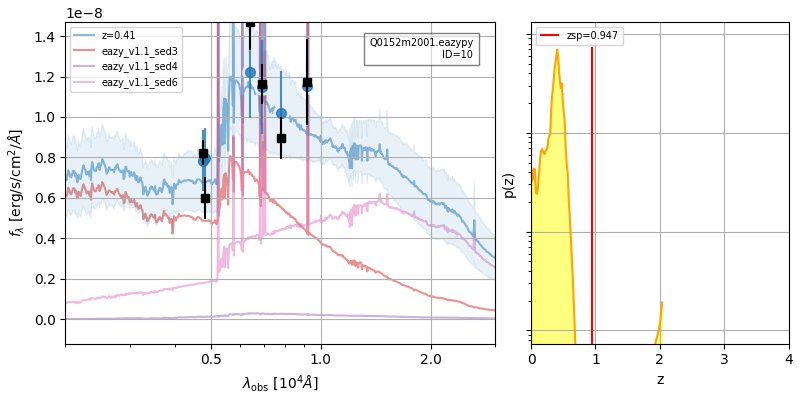 1e−8
z=0.41
eazy_v1.1_sed3
eazy_v1.1_sed4
eazy_v1.1_sed6
Q0152m2001.eazypy
ID=10
1.4
1.2
1.0
0.8
0.6
0.4
0.2
0.0
fλ [erg/s/cm²/Å]
0.5 1.0 2.0
λobs [10⁴Å]
zsp=0.947
p(z)
0 1 2 3 4
z